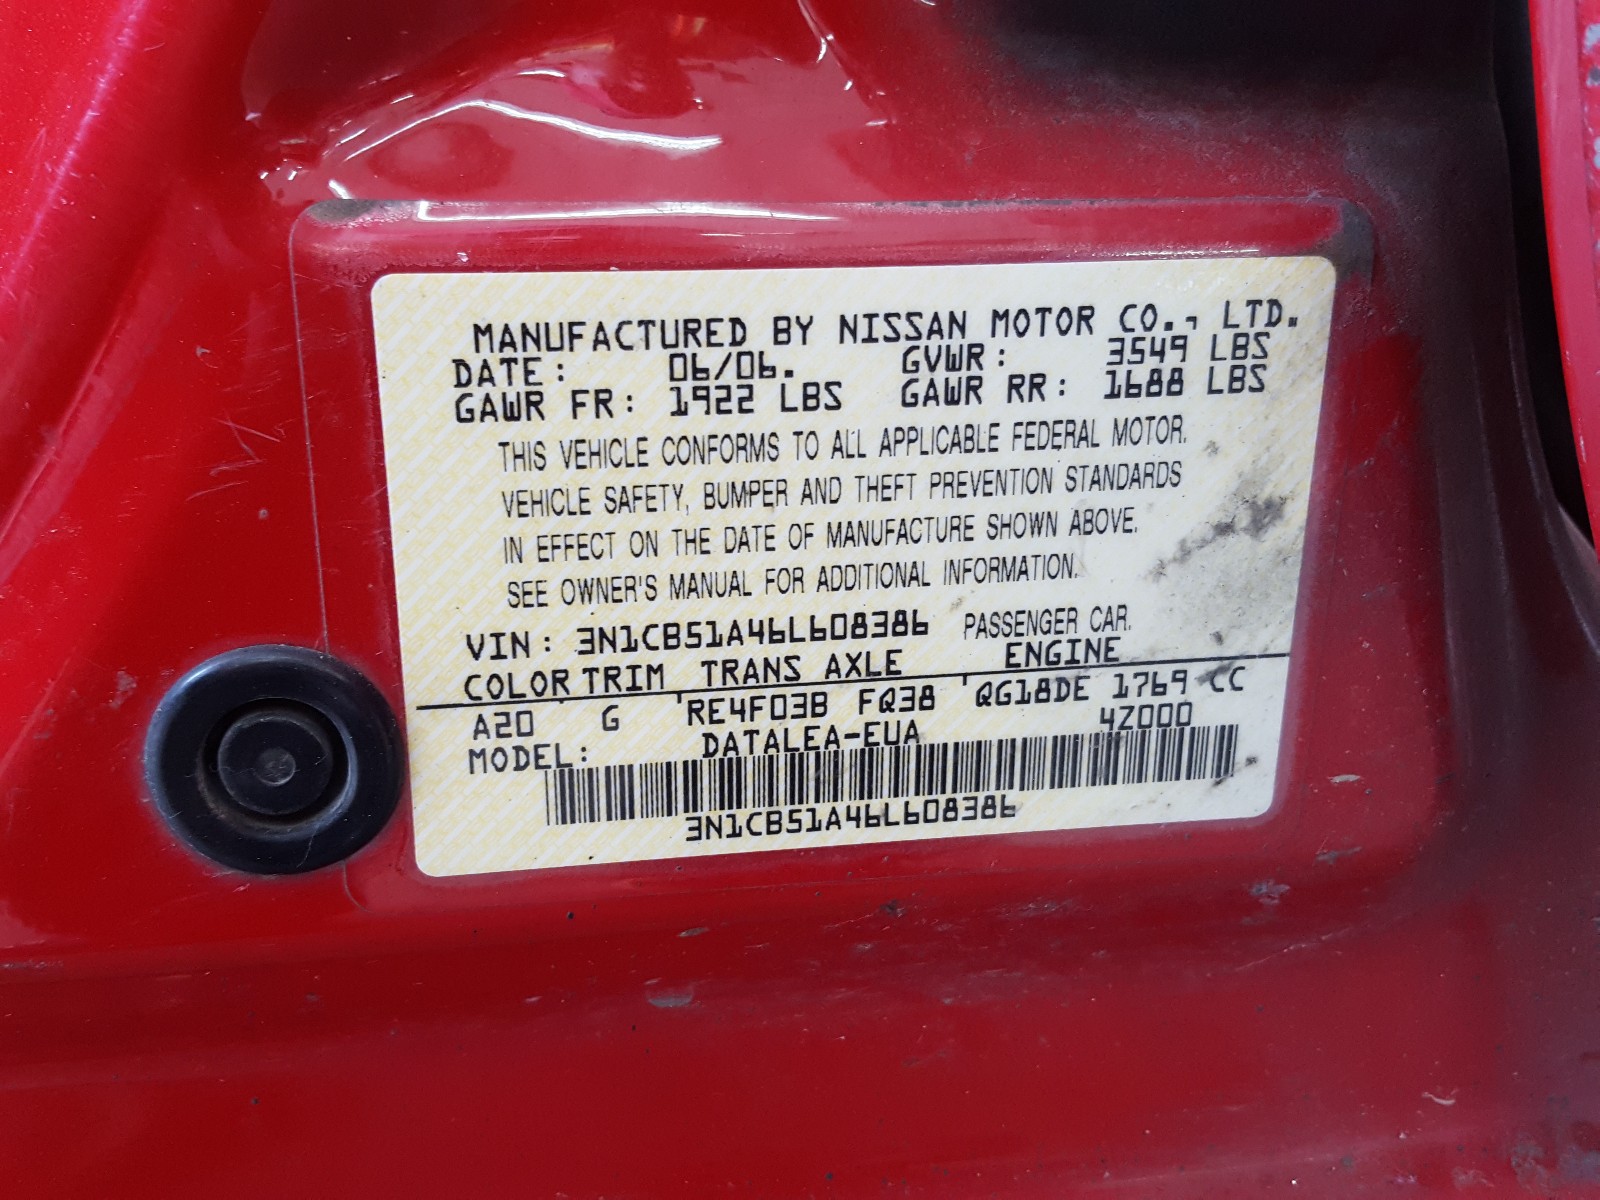 MANUFACTURED BY NISSAN MOTOR CO., LTD.
DATE: 06/06. GVWR: 3549 LBS
GAWR FR: 1922 LBS GAWR RR: 1688 LBS
THIS VEHICLE CONFORMS TO ALL APPLICABLE FEDERAL MOTOR.
VEHICLE SAFETY, BUMPER AND THEFT PREVENTION STANDARDS
IN EFFECT ON THE DATE OF MANUFACTURE SHOWN ABOVE.
SEE OWNER'S MANUAL FOR ADDITIONAL INFORMATION.
VIN: 3N1CB51A46L608386 PASSENGER CAR.
COLOR TRIM TRANS AXLE ENGINE
A20 G RE4F03B FQ38 QG18DE 1769 CC
MODEL: DATALEA-EUA 4Z000
3N1CB51A46L608386